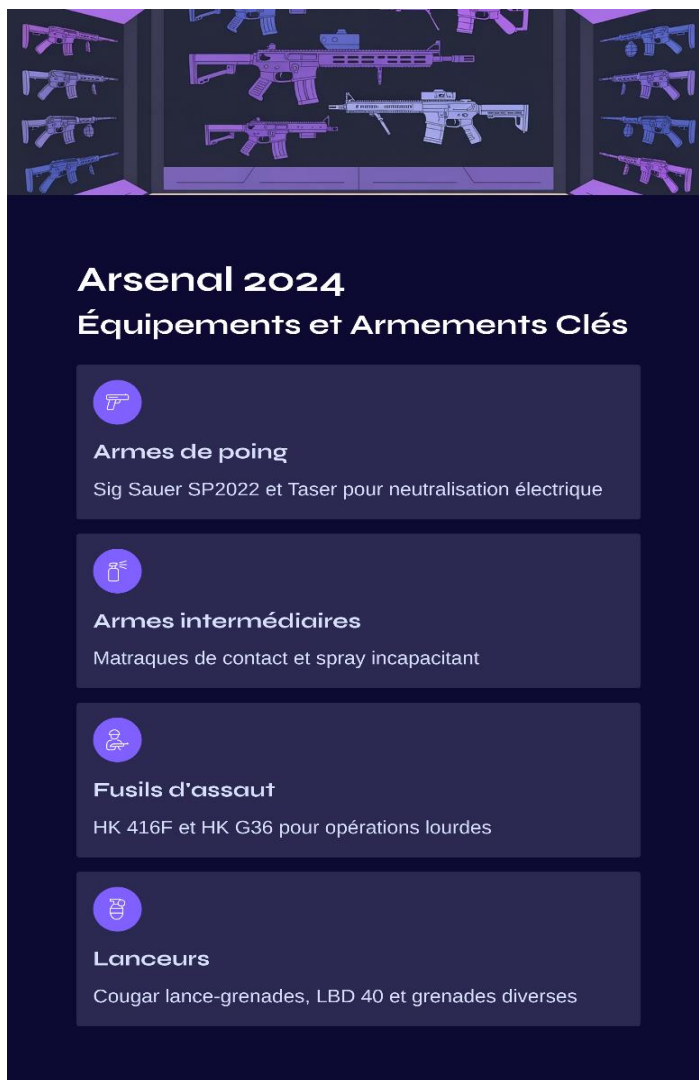 Arsenal 2024
Équipements et Armements Clés
Armes de poing
Sig Sauer SP2022 et Taser pour neutralisation électrique
Armes intermédiaires
Matraques de contact et spray incapacitant
Fusils d'assaut
HK 416F et HK G36 pour opérations lourdes
Lanceurs
Cougar lance-grenades, LBD 40 et grenades diverses